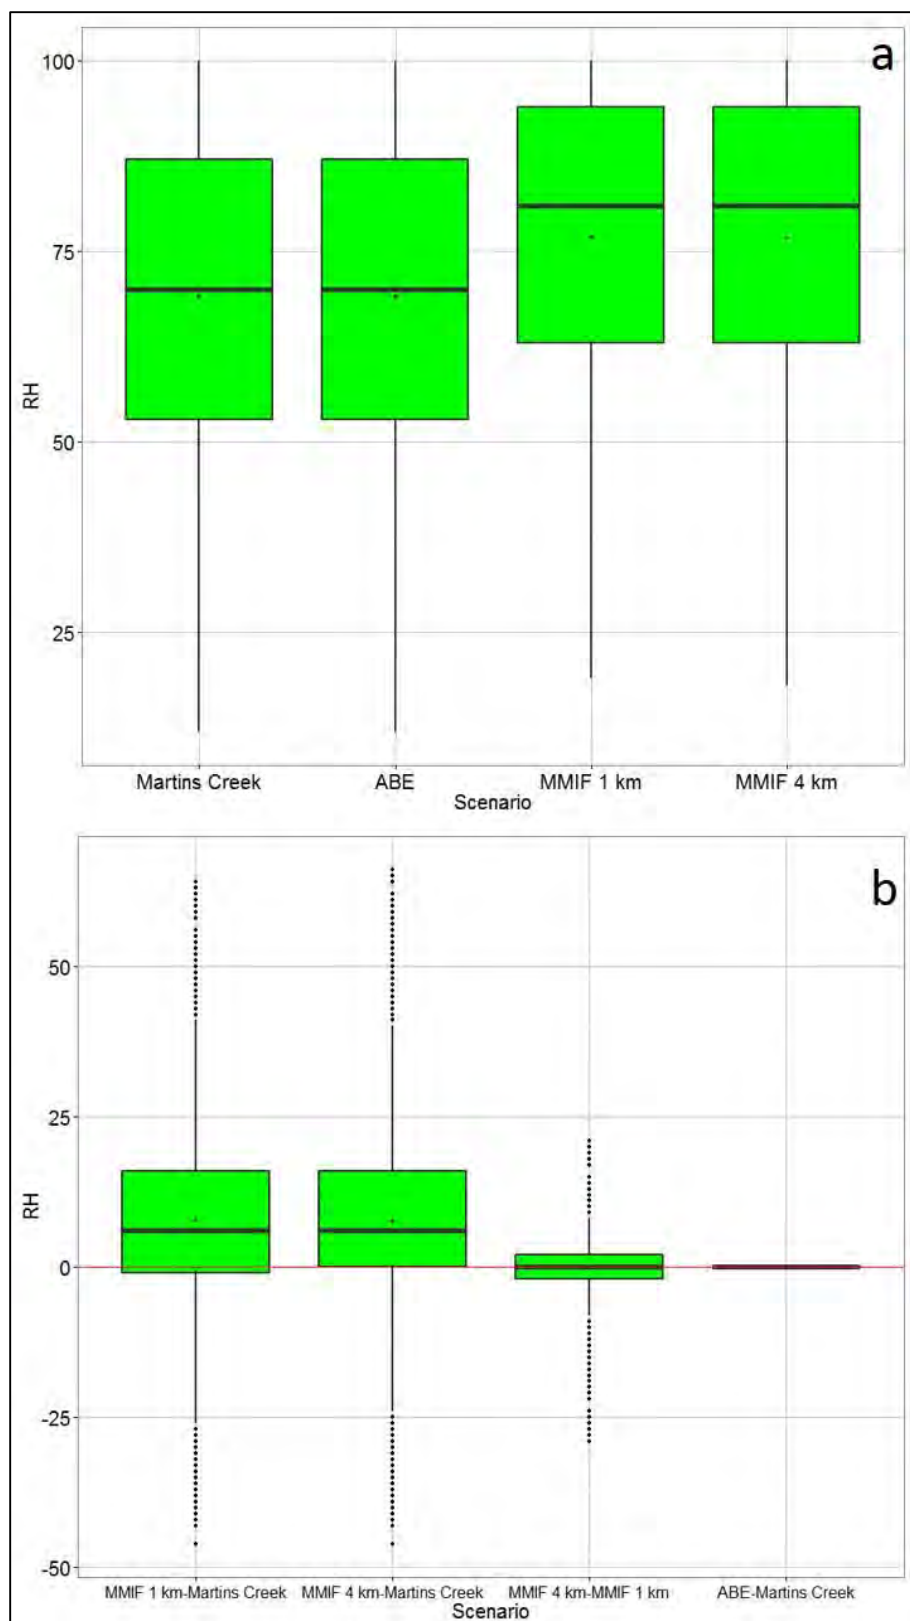 a
100
75
50
25
RH
Martins Creek ABE MMIF 1 km MMIF 4 km
Scenario
b
50
25
0
-25
-50
RH
MMIF 1 km-Martins Creek MMIF 4 km-Martins Creek MMIF 4 km-MMIF 1 km ABE-Martins Creek
Scenario